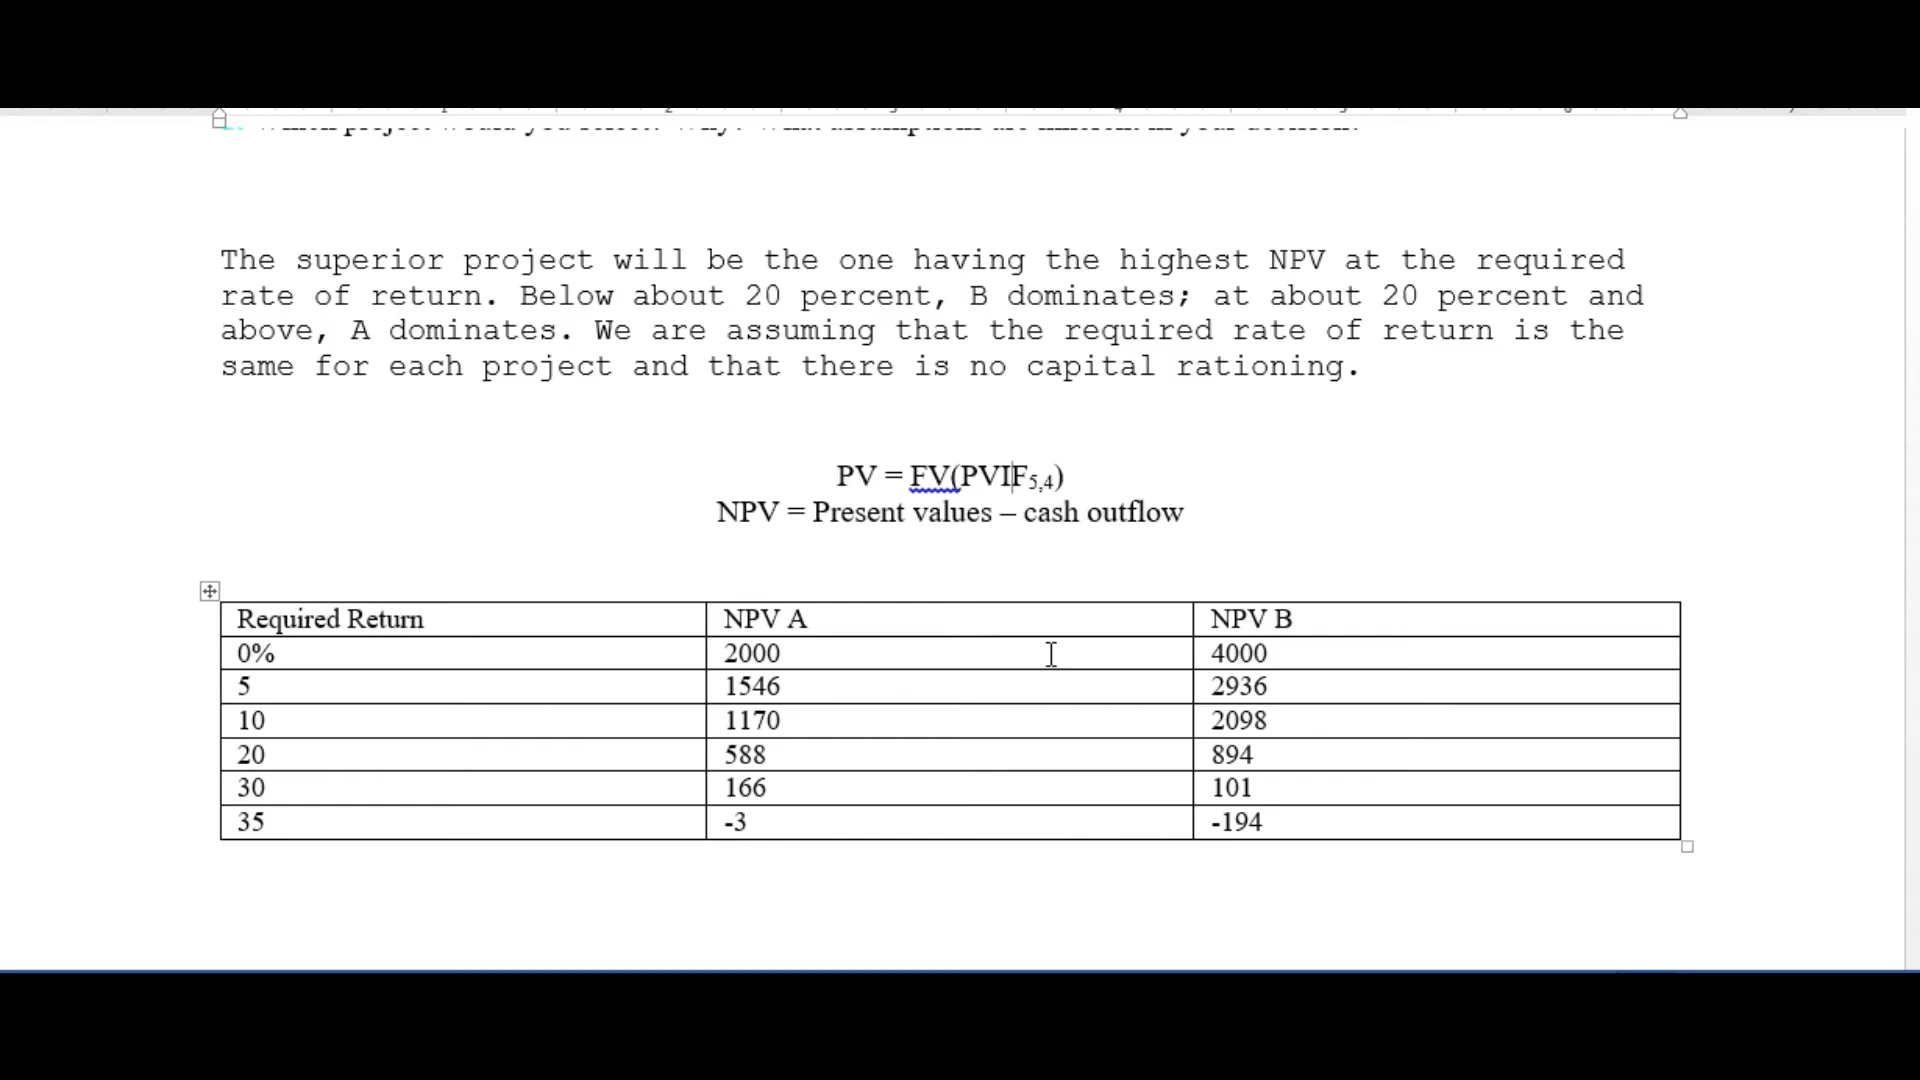 The superior project will be the one having the highest NPV at the required
rate of return. Below about 20 percent, B dominates; at about 20 percent and
above, A dominates. We are assuming that the required rate of return is the
same for each project and that there is no capital rationing.
PV = FV(PVIF5,4)
NPV = Present values – cash outflow
Required Return NPV A NPV B
0% 2000 4000
5 1546 2936
10 1170 2098
20 588 894
30 166 101
35 -3 -194